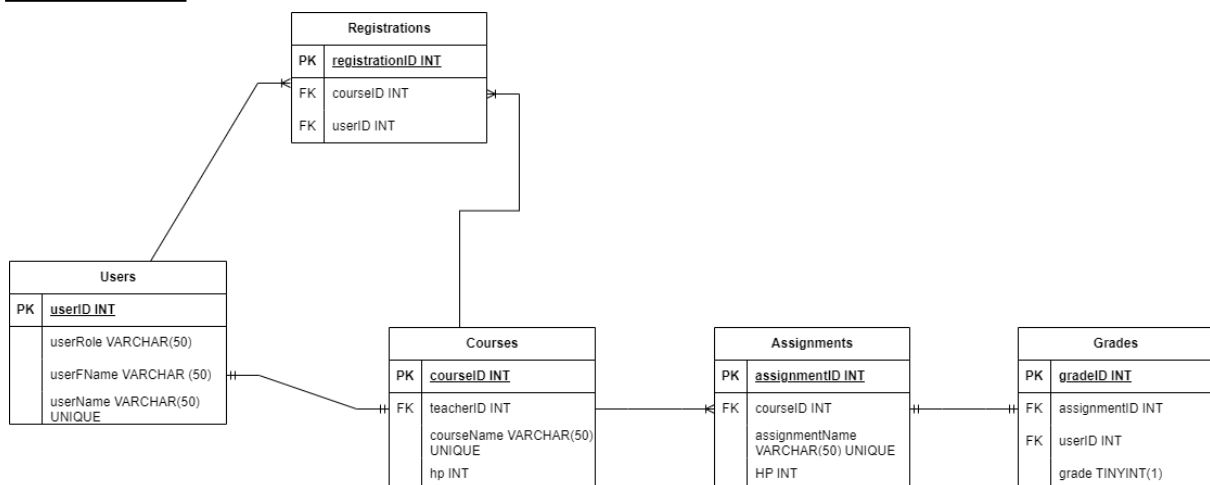 Registrations
PK registrationID INT
FK courseID INT
FK userID INT
Users
PK userID INT
userRole VARCHAR(50)
userFName VARCHAR (50)
userName VARCHAR(50)
UNIQUE
Courses
PK courseID INT
FK teacherID INT
courseName VARCHAR(50)
UNIQUE
hp INT
Assignments
PK assignmentID INT
FK courseID INT
assignmentName
VARCHAR(50) UNIQUE
HP INT
Grades
PK gradeID INT
FK assignmentID INT
FK userID INT
grade TINYINT(1)